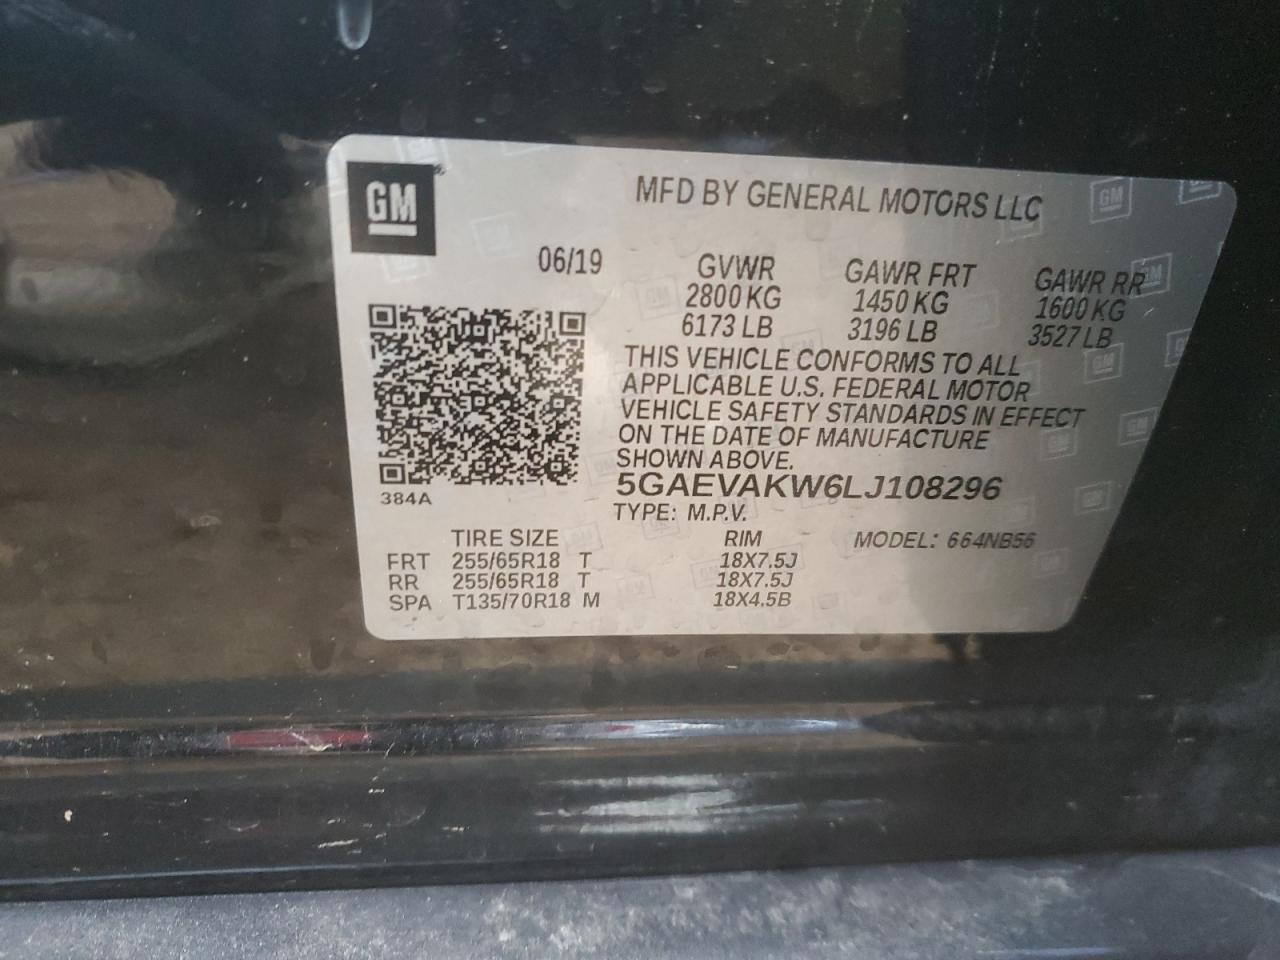 GM
MFD BY GENERAL MOTORS LLC
06/19 GVWR GAWR FRT GAWR RR
2800 KG 1450 KG 1600 KG
6173 LB 3196 LB 3527 LB
THIS VEHICLE CONFORMS TO ALL
APPLICABLE U.S. FEDERAL MOTOR
VEHICLE SAFETY STANDARDS IN EFFECT
ON THE DATE OF MANUFACTURE
SHOWN ABOVE.
5GAEVAKW6LJ108296
384A
TYPE: M.P.V.
TIRE SIZE RIM MODEL: 664NB56
FRT 255/65R18 T 18X7.5J
RR 255/65R18 T 18X7.5J
SPA T135/70R18 M 18X4.5B